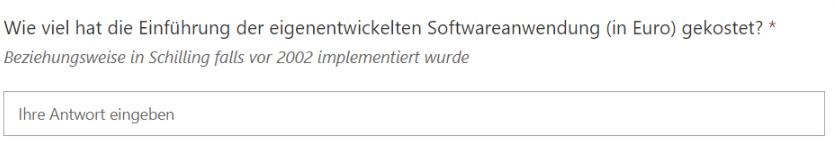 Wie viel hat die Einführung der eigenentwickelten Softwareanwendung (in Euro) gekostet? *
Beziehungsweise in Schilling falls vor 2002 implementiert wurde
Ihre Antwort eingeben